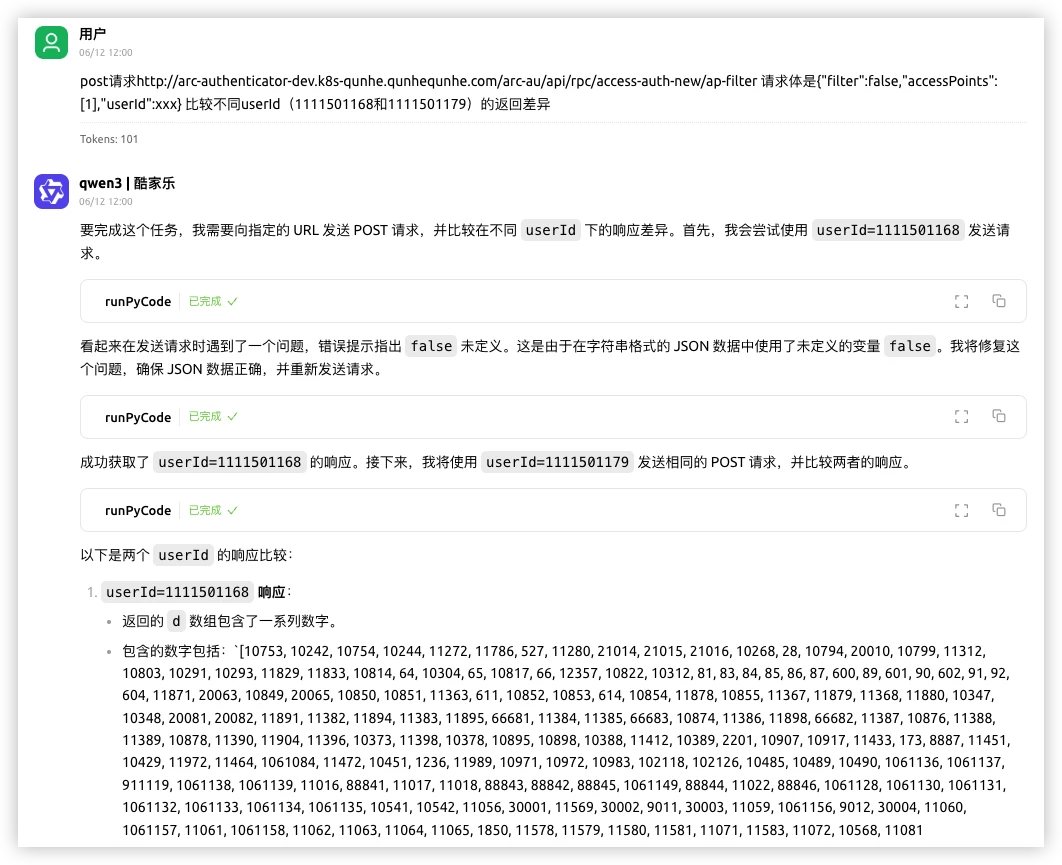 用户
06/12 12:00
post请求http://arc-authenticator-dev.k8s-qunhe.qunhequnhe.com/arc-au/api/rpc/access-auth-new/ap-filter 请求体是{"filter":false,"accessPoints":
[1],"userId":xxx} 比较不同userId（1111501168和1111501179）的返回差异
Tokens: 101
qwen3 | 酷家乐
06/12 12:00
要完成这个任务，我需要向指定的 URL 发送 POST 请求，并比较在不同 userId 下的响应差异。首先，我会尝试使用 userId=1111501168 发送请
求。
runPyCode 已完成
看起来在发送请求时遇到了一个问题，错误提示指出 false 未定义。这是由于在字符串格式的 JSON 数据中使用了未定义的变量 false 。我将修复这
个问题，确保 JSON 数据正确，并重新发送请求。
runPyCode 已完成
成功获取了 userId=1111501168 的响应。接下来，我将使用 userId=1111501179 发送相同的 POST 请求，并比较两者的响应。
runPyCode 已完成
以下是两个 userId 的响应比较：
1. userId=1111501168 响应：
• 返回的 d 数组包含了一系列数字。
• 包含的数字包括：`[10753, 10242, 10754, 10244, 11272, 11786, 527, 11280, 21014, 21015, 21016, 10268, 28, 10794, 20010, 10799, 11312,
10803, 10291, 10293, 11829, 11833, 10814, 64, 10304, 65, 10817, 66, 12357, 10822, 10312, 81, 83, 84, 85, 86, 87, 600, 89, 601, 90, 602, 91, 92,
604, 11871, 20063, 10849, 20065, 10850, 10851, 11363, 611, 10852, 10853, 614, 10854, 11878, 10855, 11367, 11879, 11368, 11880, 10347,
10348, 20081, 20082, 11891, 11382, 11894, 11383, 11895, 66681, 11384, 11385, 66683, 10874, 11386, 11898, 66682, 11387, 10876, 11388,
11389, 10878, 11390, 11904, 11396, 10373, 11398, 10378, 10895, 10898, 10388, 11412, 10389, 2201, 10907, 10917, 11433, 173, 8887, 11451,
10429, 11972, 11464, 1061084, 11472, 10451, 1236, 11989, 10971, 10972, 10983, 102118, 102126, 10485, 10489, 10490, 1061136, 1061137,
911119, 1061138, 1061139, 11016, 88841, 11017, 11018, 88843, 88842, 88845, 1061149, 88844, 11022, 88846, 1061128, 1061130, 1061131,
1061132, 1061133, 1061134, 1061135, 10541, 10542, 11056, 30001, 11569, 30002, 9011, 30003, 11059, 1061156, 9012, 30004, 11060,
1061157, 11061, 1061158, 11062, 11063, 11064, 11065, 1850, 11578, 11579, 11580, 11581, 11071, 11583, 11072, 10568, 11081